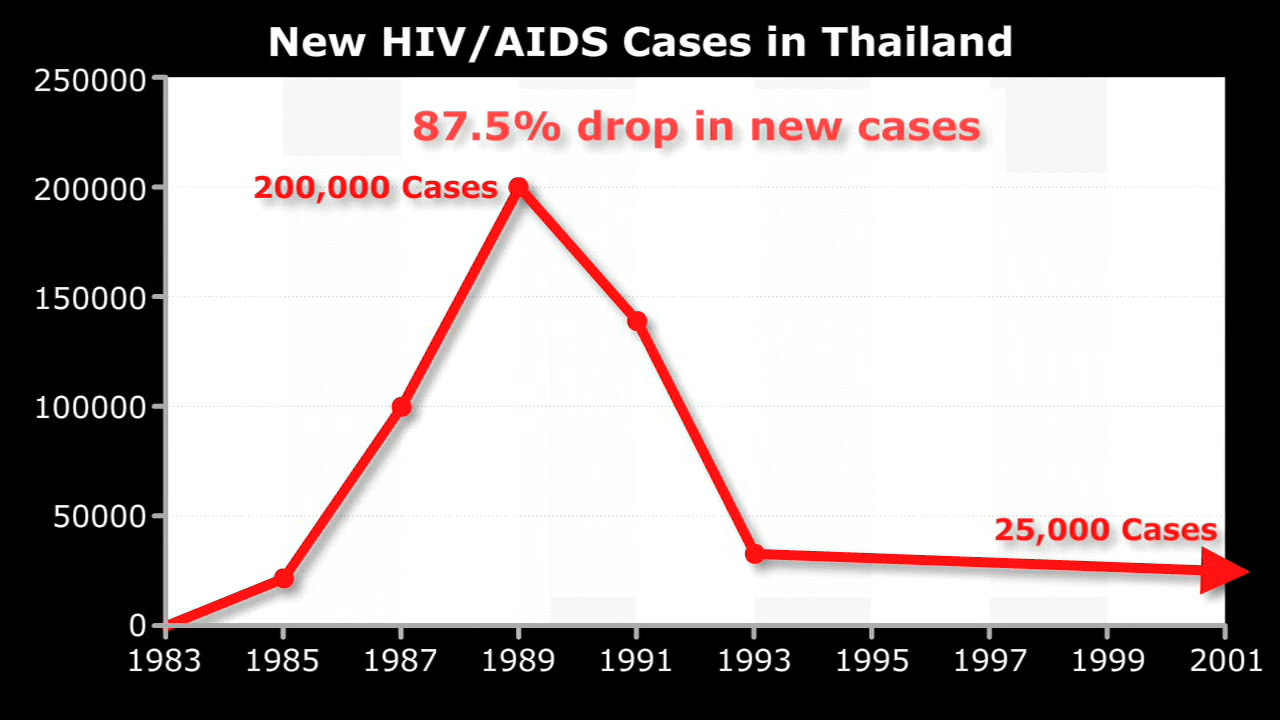 New HIV/AIDS Cases in Thailand
250000
87.5% drop in new cases
200000
200,000 Cases
150000
100000
50000
25,000 Cases
0
1983 1985 1987 1989 1991 1993 1995 1997 1999 2001